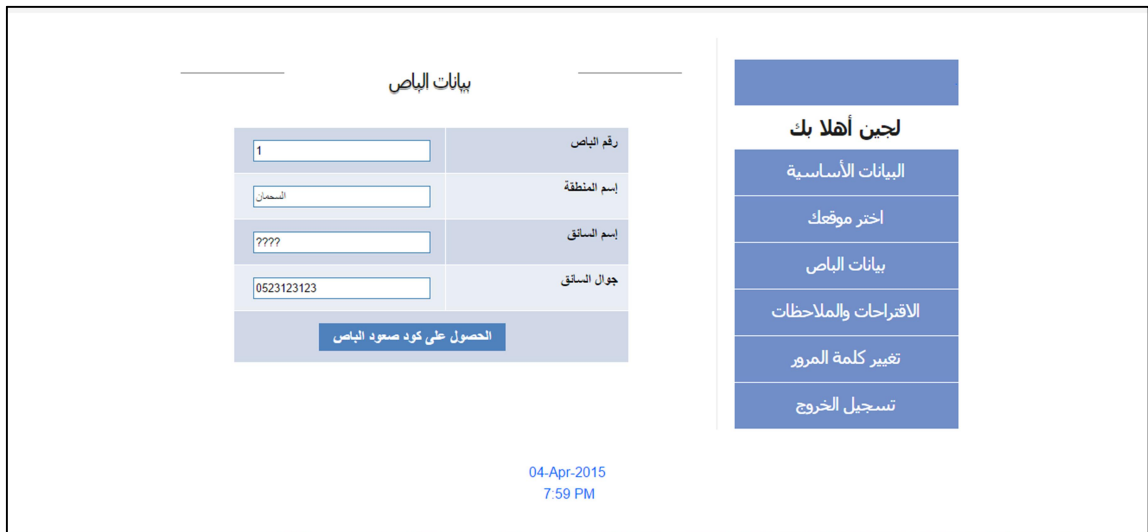 لجين أهلا بك
البيانات الأساسية
اختر موقعك
بيانات الباص
الاقتراحات والملاحظات
تغيير كلمة المرور
تسجيل الخروج
بيانات الباص
رقم الباص 1
إسم المنطقة السحمان
إسم السائق ????
جوال السائق 0523123123
الحصول على كود صعود الباص
04-Apr-2015
7:59 PM